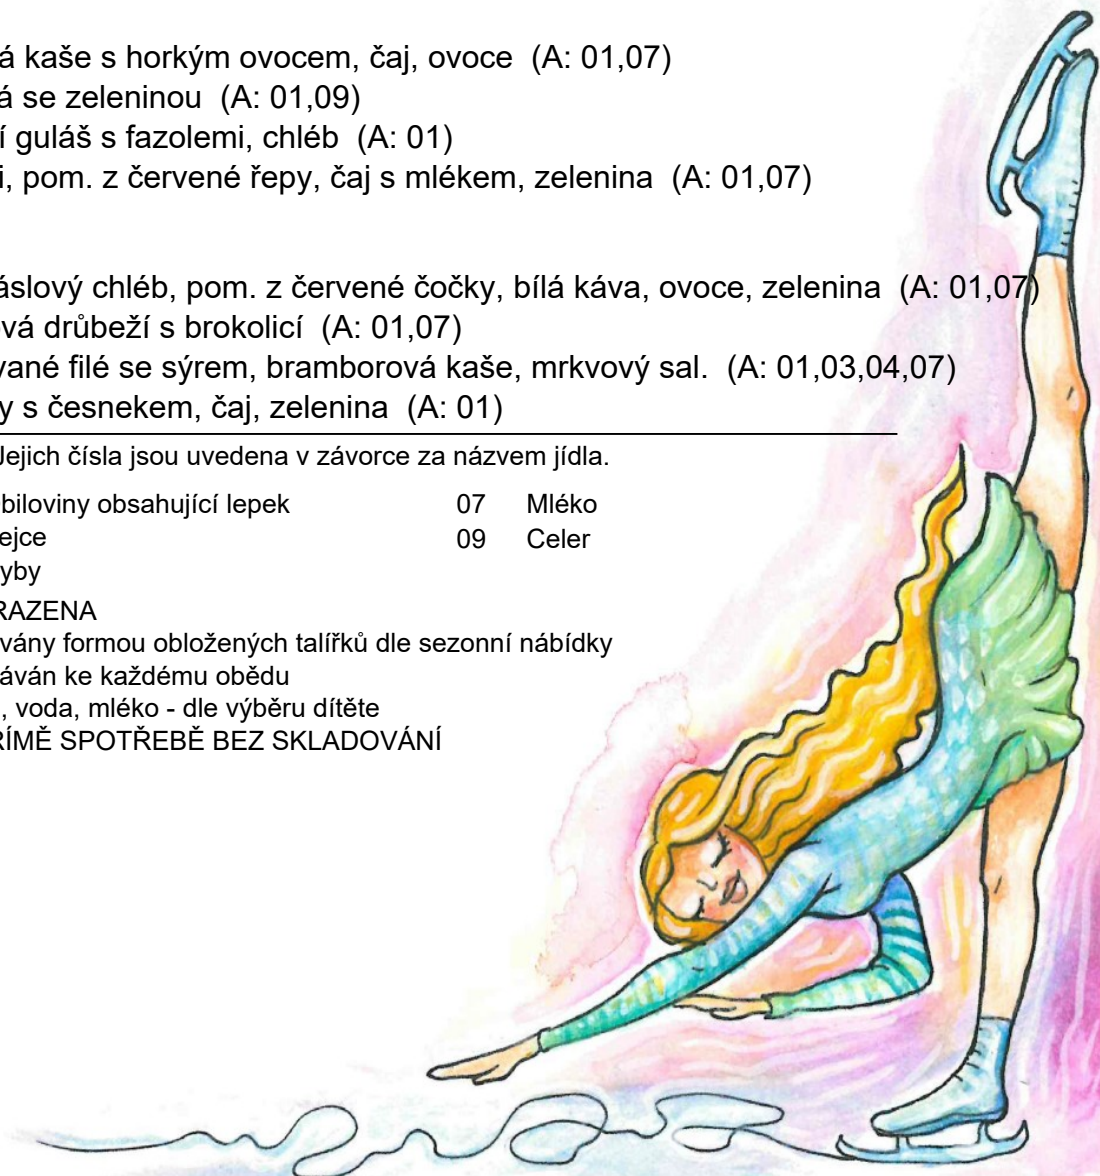 á kaše s horkým ovocem, čaj, ovoce (A: 01,07)
á se zeleninou (A: 01,09)
í guláš s fazolemi, chléb (A: 01)
i, pom. z červené řepy, čaj s mlékem, zelenina (A: 01,07)
áslový chléb, pom. z červené čočky, bílá káva, ovoce, zelenina (A: 01,07)
vá drůbeží s brokolicí (A: 01,07)
vané filé se sýrem, bramborová kaše, mrkvový sal. (A: 01,03,04,07)
y s česnekem, čaj, zelenina (A: 01)
Jejich čísla jsou uvedena v závorce za názvem jídla.
biloviny obsahující lepek 07 Mléko
ejce 09 Celer
yby
RAZENA
vány formou obložených talířků dle sezonní nabídky
áván ke každému obědu
, voda, mléko - dle výběru dítěte
ŘÍMĚ SPOTŘEBĚ BEZ SKLADOVÁNÍ